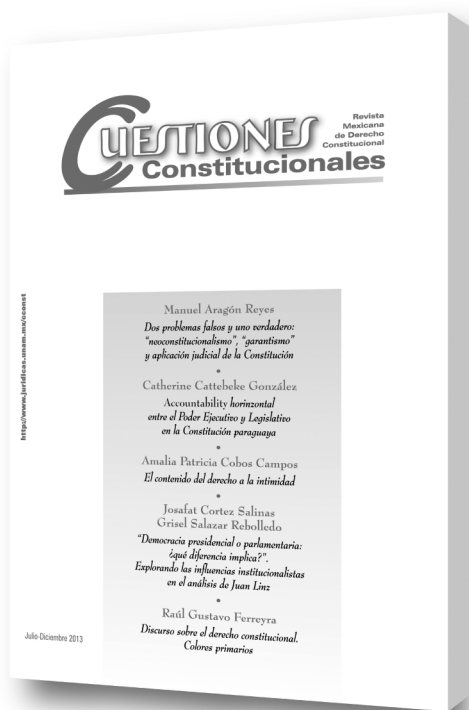 CUESTIONES
Constitucionales
Revista
Mexicana
de Derecho
Constitucional
http://www.juridicas.unam.mx/cconst
Manuel Aragón Reyes
Dos problemas falsos y uno verdadero:
"neoconstitucionalismo", "garantismo"
y aplicación judicial de la Constitución
•
Catherine Cattebeke González
Accountability horinzontal
entre el Poder Ejecutivo y Legislativo
en la Constitución paraguaya
•
Amalia Patricia Cobos Campos
El contenido del derecho a la intimidad
•
Josafat Cortez Salinas
Grisel Salazar Rebolledo
"Democracia presidencial o parlamentaria:
¿qué diferencia implica?".
Explorando las influencias institucionalistas
en el análisis de Juan Linz
•
Raúl Gustavo Ferreyra
Discurso sobre el derecho constitucional.
Colores primarios
Julio-Diciembre 2013